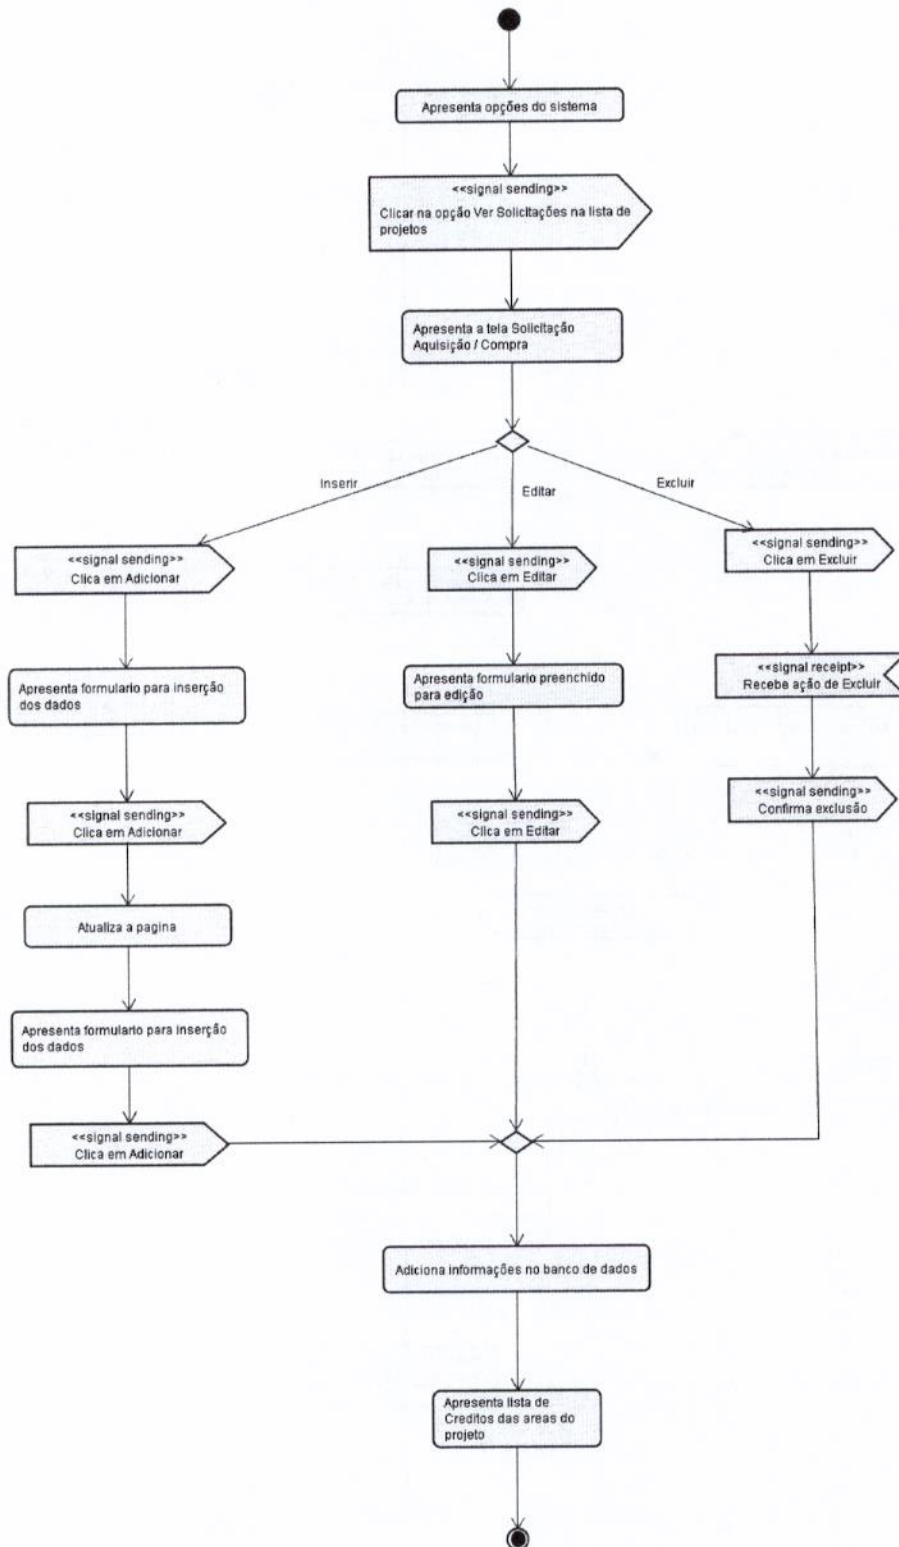 Apresenta opções do sistema
<<signal sending>>
Clicar na opção Ver Solicitações na lista de
projetos
Apresenta a tela Solicitação
Aquisição / Compra
Inserir
Editar
Excluir
<<signal sending>>
Clica em Adicionar
<<signal sending>>
Clica em Editar
<<signal sending>>
Clica em Excluir
Apresenta formulario para inserção
dos dados
Apresenta formulario preenchido
para edição
<<signal receipt>>
Recebe ação de Excluir
<<signal sending>>
Clica em Adicionar
<<signal sending>>
Clica em Editar
<<signal sending>>
Confirma exclusão
Atualiza a pagina
Apresenta formulario para inserção
dos dados
<<signal sending>>
Clica em Adicionar
Adiciona informações no banco de dados
Apresenta lista de
Creditos das areas do
projeto